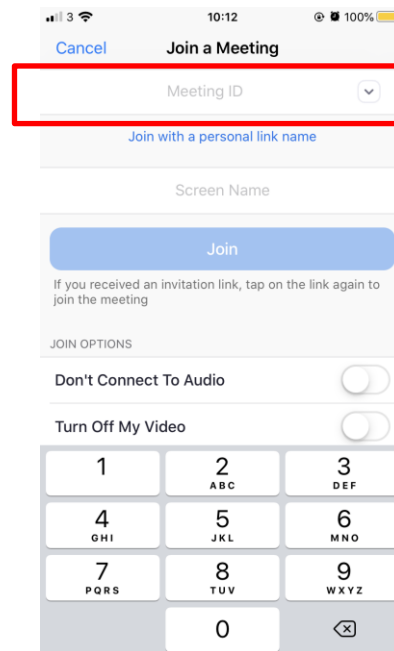 3 10:12 100%
Cancel Join a Meeting
Meeting ID
Join with a personal link name
Screen Name
Join
If you received an invitation link, tap on the link again to
join the meeting
JOIN OPTIONS
Don't Connect To Audio
Turn Off My Video
1 2 3
ABC DEF
4 5 6
GHI JKL MNO
7 8 9
PQRS TUV WXYZ
0